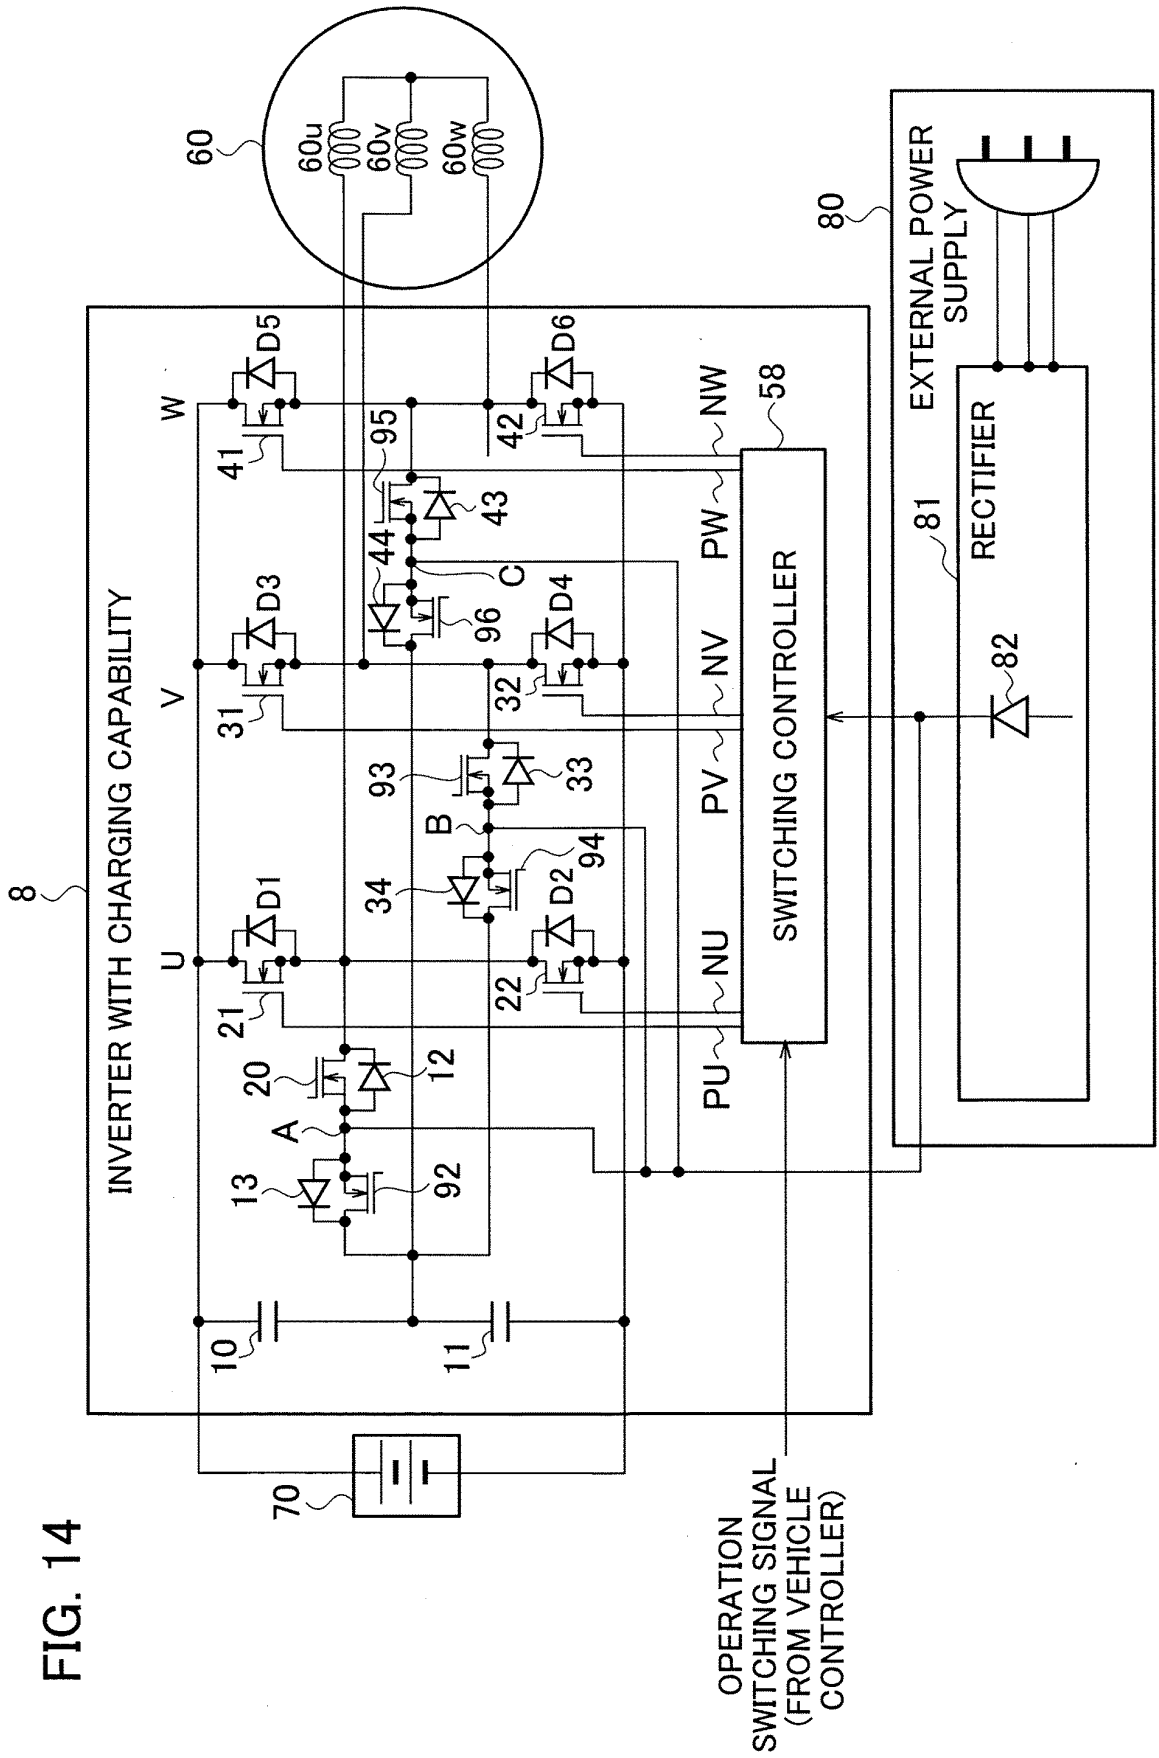 FIG. 14
8
INVERTER WITH CHARGING CAPABILITY
U
V
W
70
10
11
13
92
A
20
12
21
D1
22
D2
34
94
B
93
33
31
D3
32
D4
44
96
C
95
43
41
D5
42
D6
60
60u
60v
60w
PU
NU
PV
NV
PW
NW
58
SWITCHING CONTROLLER
OPERATION
SWITCHING SIGNAL
(FROM VEHICLE
CONTROLLER)
80
EXTERNAL POWER
SUPPLY
81
RECTIFIER
82